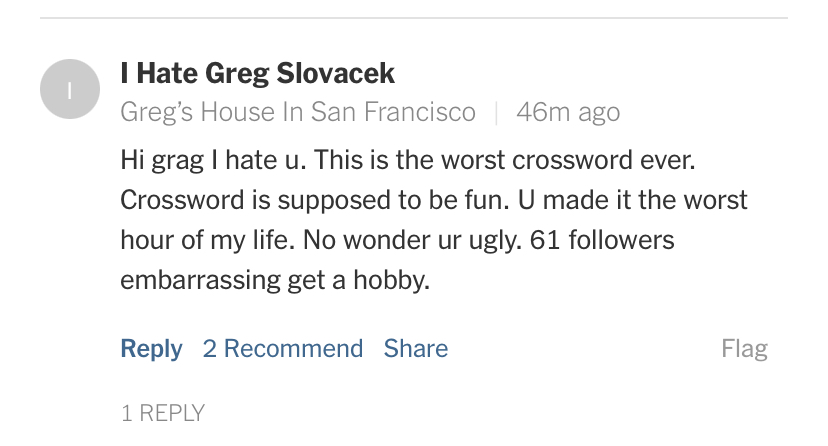 I
I Hate Greg Slovacek
Greg’s House In San Francisco | 46m ago
Hi grag I hate u. This is the worst crossword ever.
Crossword is supposed to be fun. U made it the worst
hour of my life. No wonder ur ugly. 61 followers
embarrassing get a hobby.
Reply 2 Recommend Share Flag
1 REPLY